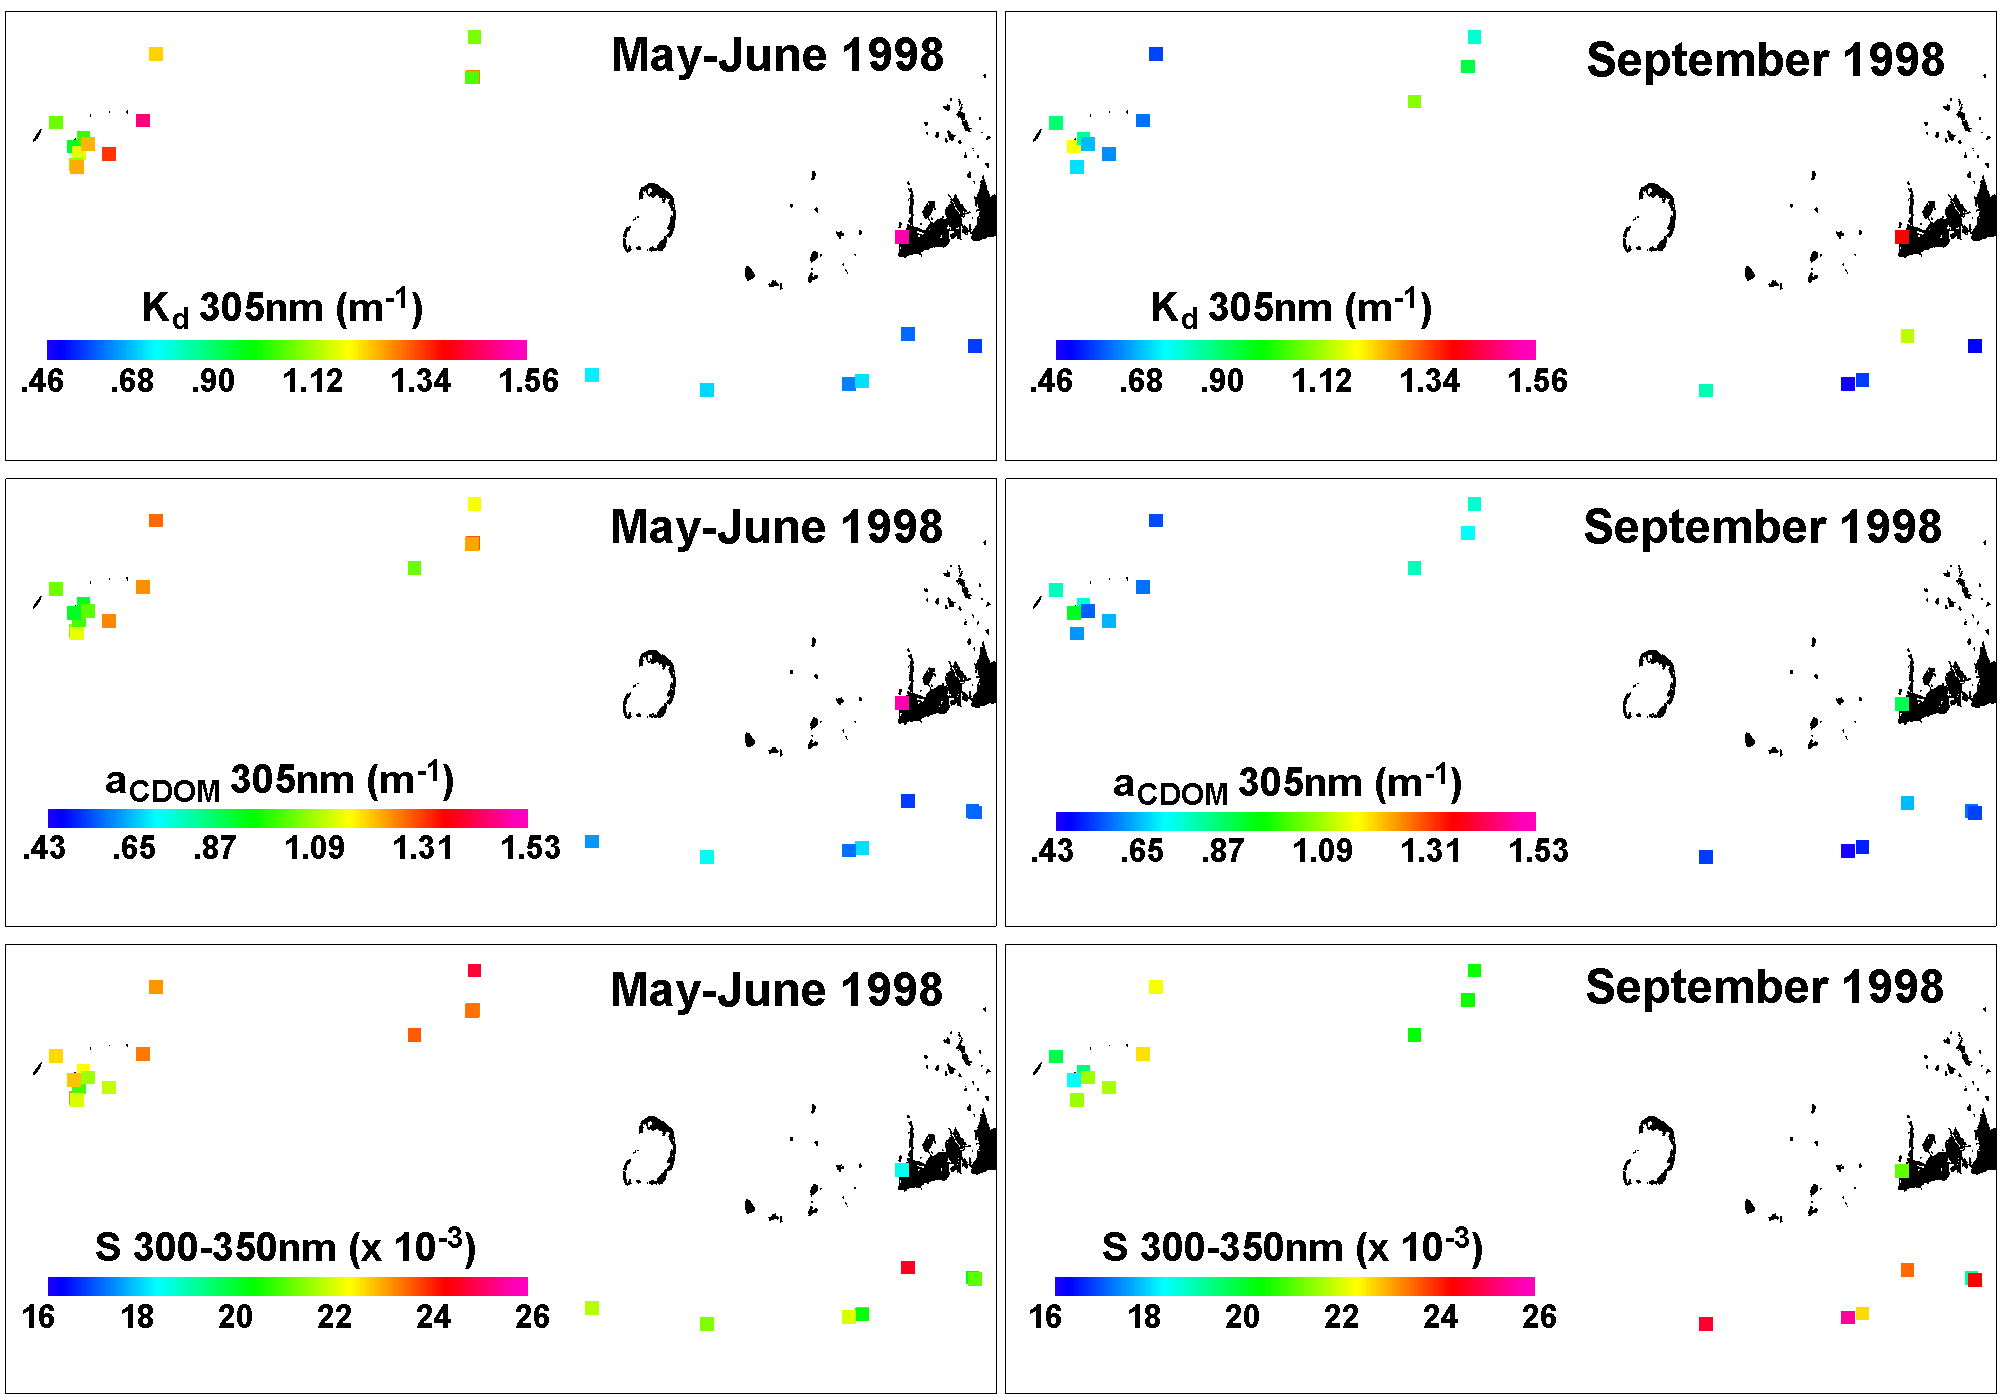 May-June 1998
K_d 305nm (m^-1)
.46 .68 .90 1.12 1.34 1.56
September 1998
K_d 305nm (m^-1)
.46 .68 .90 1.12 1.34 1.56
May-June 1998
a_CDOM 305nm (m^-1)
.43 .65 .87 1.09 1.31 1.53
September 1998
a_CDOM 305nm (m^-1)
.43 .65 .87 1.09 1.31 1.53
May-June 1998
S 300-350nm (x 10^-3)
16 18 20 22 24 26
September 1998
S 300-350nm (x 10^-3)
16 18 20 22 24 26